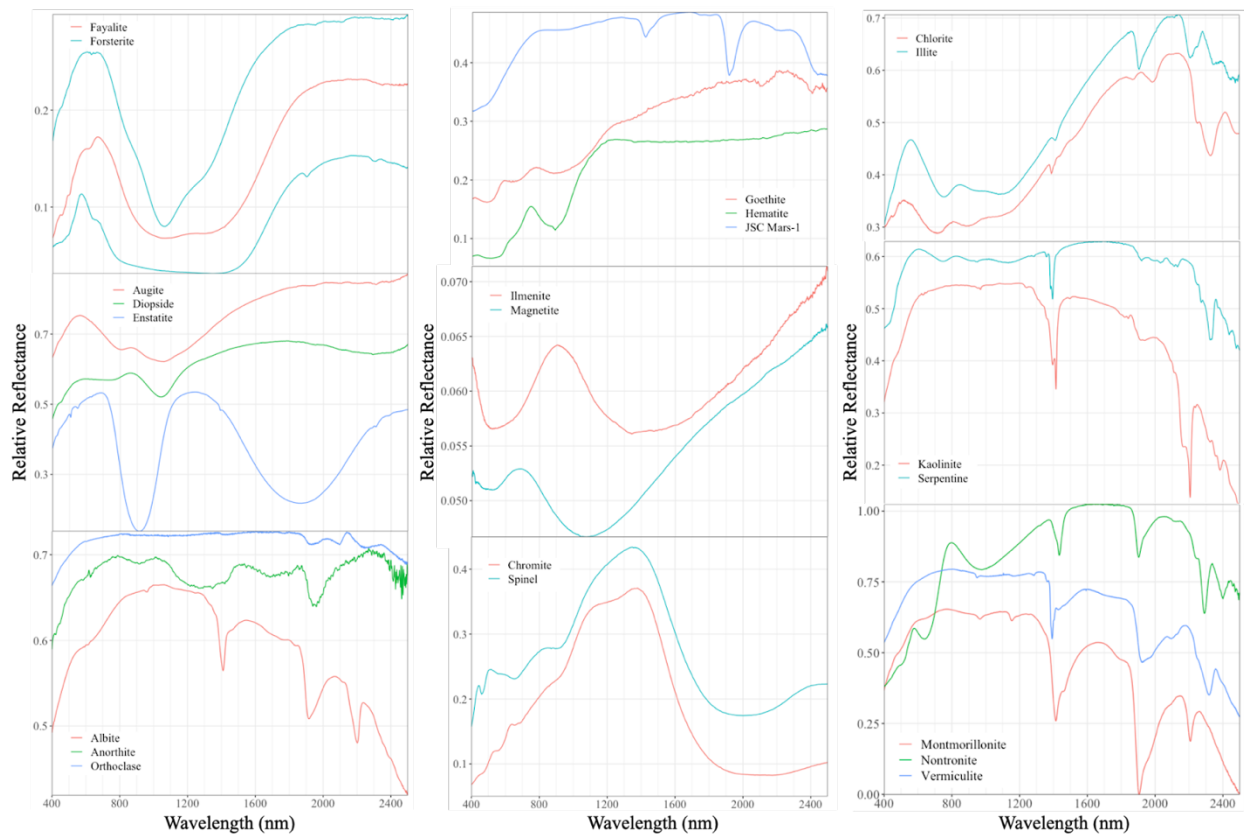 Fayalite
Forsterite
0.2
0.1
Augite
Diopside
Enstatite
0.7
0.5
0.3
0.7
0.6
0.5
Albite
Anorthite
Orthoclase
400 800 1200 1600 2000 2400
Wavelength (nm)
Relative Reflectance
0.4
0.3
0.2
0.1
Goethite
Hematite
JSC Mars-1
0.070
Ilmenite
Magnetite
0.065
0.060
0.055
0.050
Chromite
Spinel
0.4
0.3
0.2
0.1
400 800 1200 1600 2000 2400
Wavelength (nm)
Relative Reflectance
0.7
Chlorite
Illite
0.6
0.5
0.4
0.3
0.6
0.5
0.4
0.3
0.2
Kaolinite
Serpentine
1.00
0.75
0.50
0.25
0.00
Montmorillonite
Nontronite
Vermiculite
400 800 1200 1600 2000 2400
Wavelength (nm)
Relative Reflectance